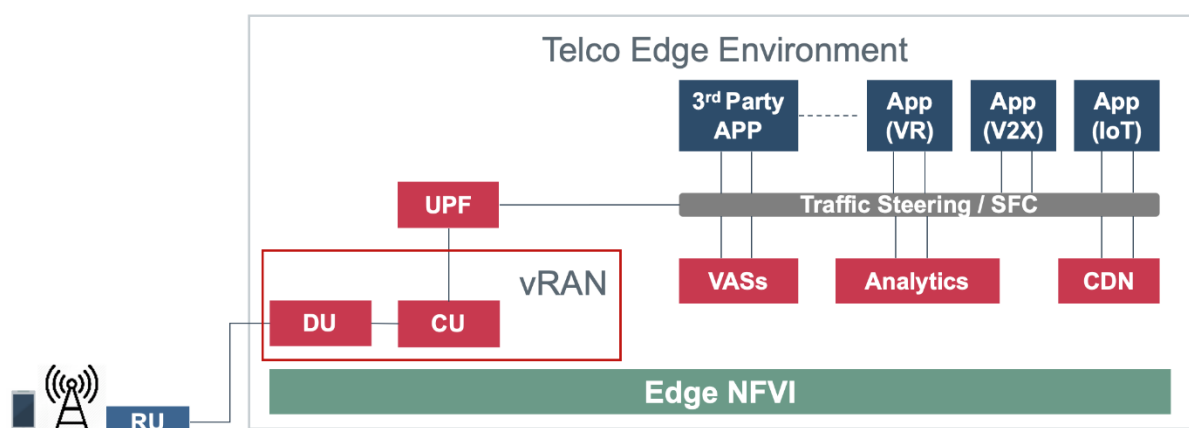 Telco Edge Environment
3rd Party
APP
App
(VR)
App
(V2X)
App
(IoT)
UPF
Traffic Steering / SFC
vRAN
VASs
Analytics
CDN
DU
CU
Edge NFVI
RU